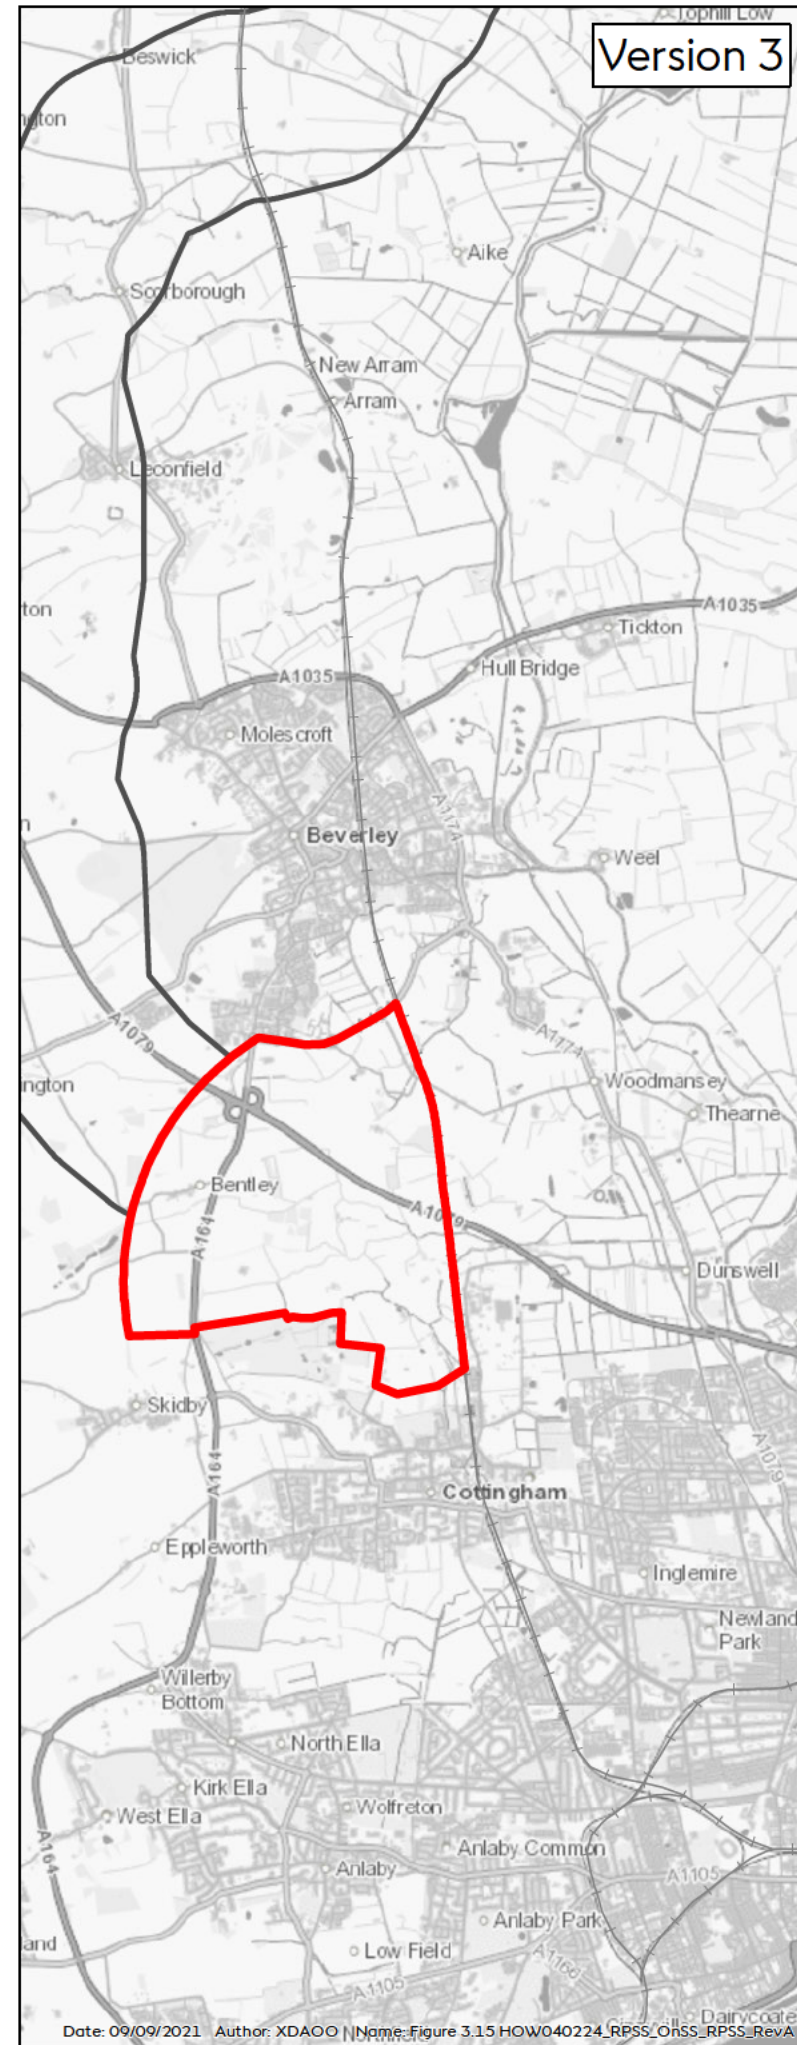 Tophill Low
Version 3
Beswick
ngton
Aike
Scorborough
New Arram
Arram
Leconfield
ton
A1035
Tickton
Hull Bridge
A1035
Molescroft
A1174
Beverley
n
Weel
A1079
A1174
ington
Woodmansey
Thearne
Bentley
A1079
A164
Dunswell
Skidby
A164
A1079
Cottingham
Eppleworth
Inglemire
Newland
Park
Willerby
Bottom
North Ella
Kirk Ella
Wolfreton
West Ella
A164
Anlaby Common
Anlaby
A1105
Anlaby Park
and
Low Field
A1166
A1105
Dairycoate
Date: 09/09/2021 Author: XDAOO Name: Figure 3.15 HOW040224_RPSS_OnSS_RPSS_RevA